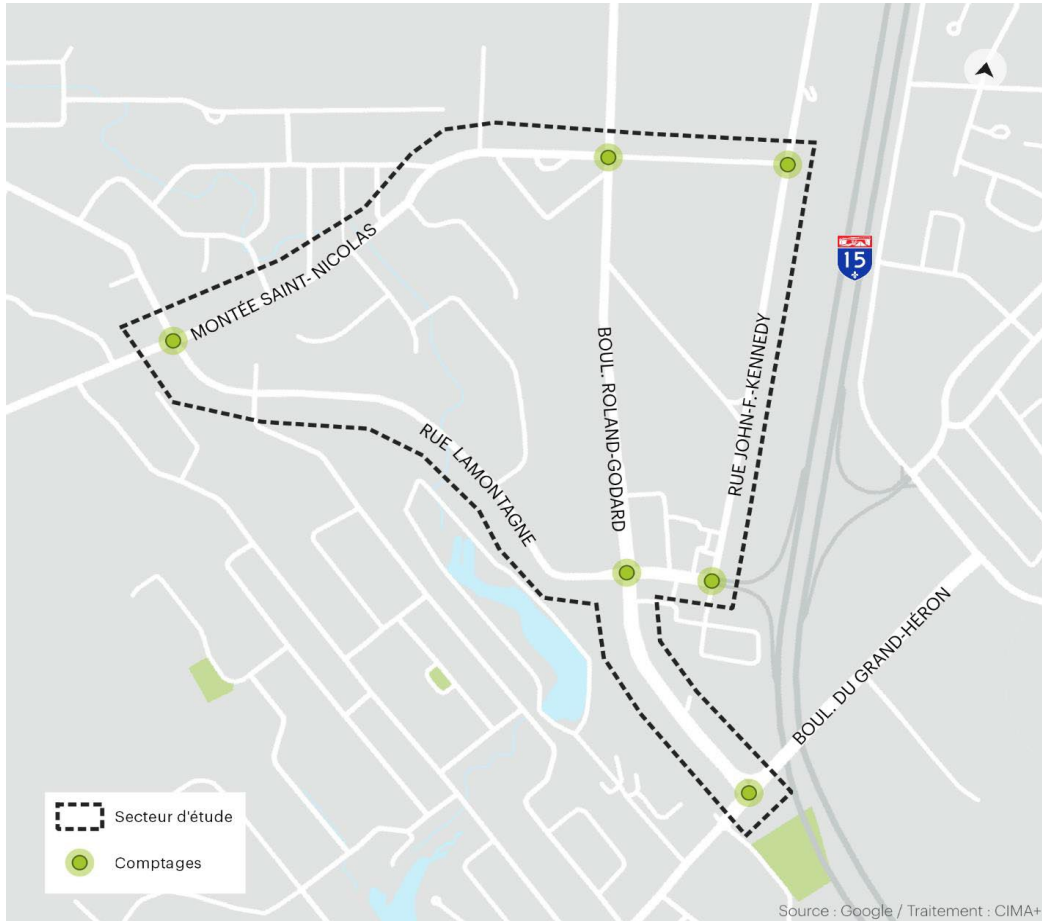 MONTÉE SAINT- NICOLAS
15
BOUL. ROLAND-GODARD
RUE JOHN-F.-KENNEDY
RUE LAMONTAGNE
BOUL. DU GRAND-HÉRON
Secteur d'étude
Comptages
Source : Google / Traitement : CIMA+